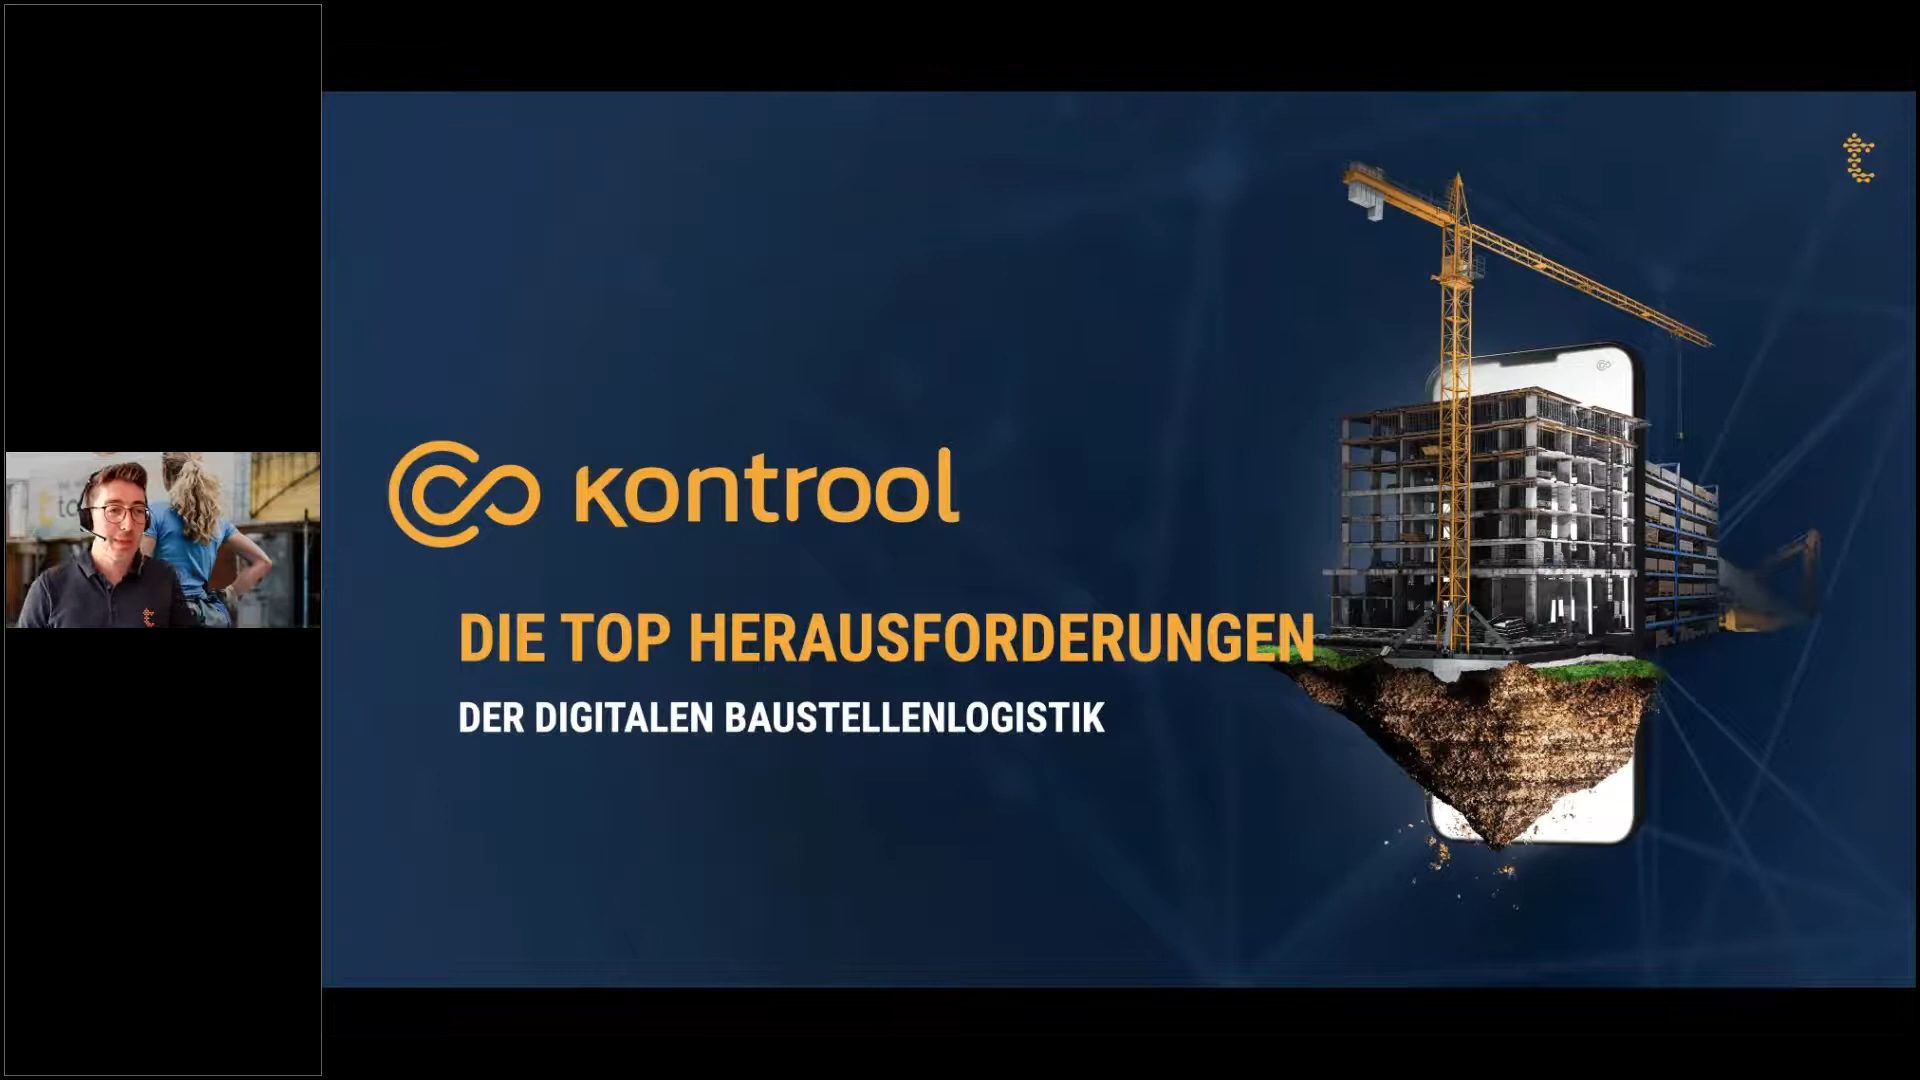 kontrool
DIE TOP HERAUSFORDERUNGEN
DER DIGITALEN BAUSTELLENLOGISTIK